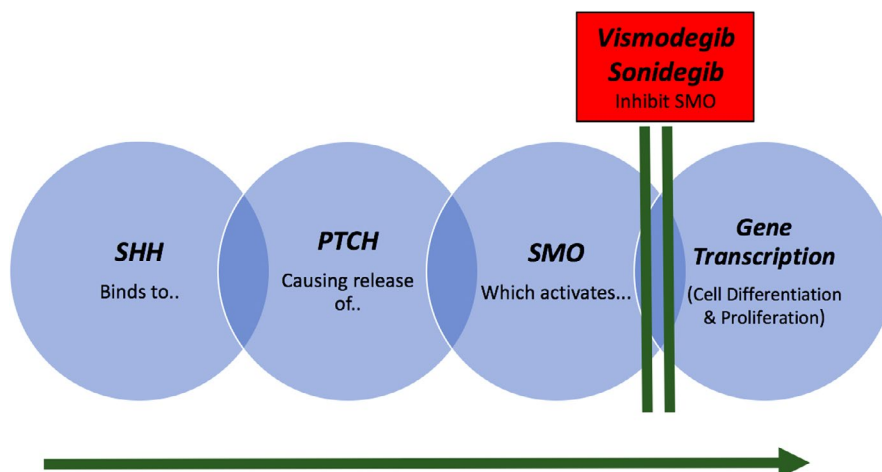 Vismodegib
Sonidegib
Inhibit SMO
SHH
Binds to..
PTCH
Causing release
of..
SMO
Which activates...
Gene
Transcription
(Cell Differentiation
& Proliferation)